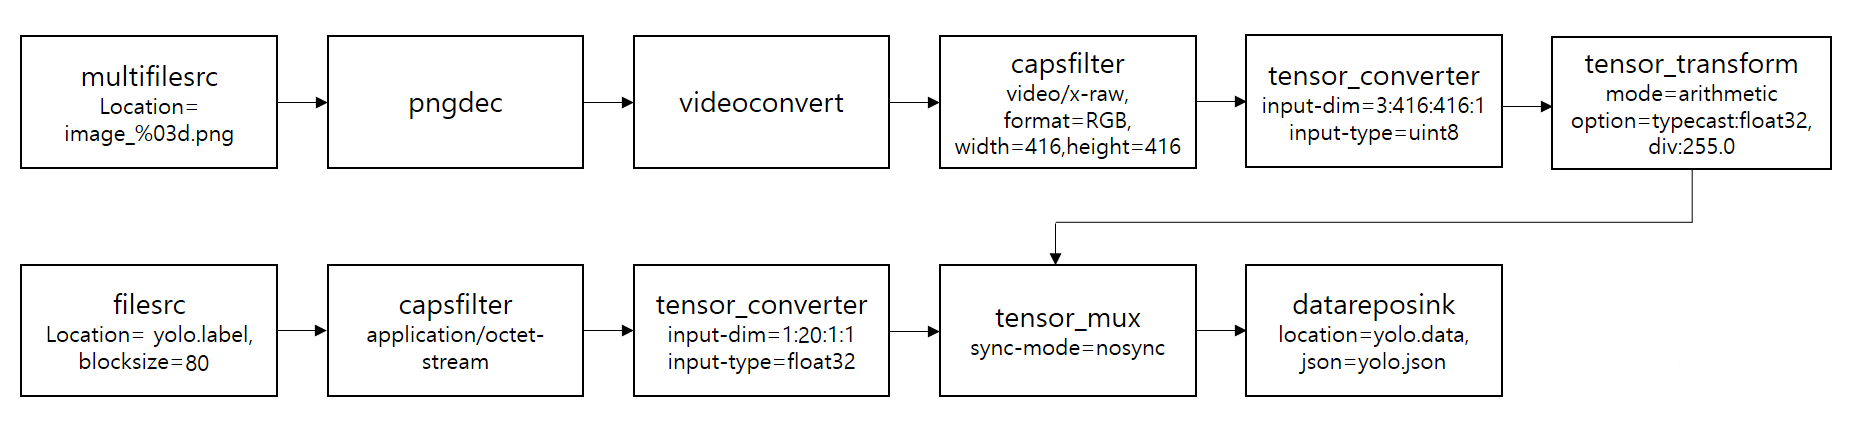 multifilesrc
Location=
image_%03d.png
pngdec
videoconvert
capsfilter
video/x-raw,
format=RGB,
width=416,height=416
tensor_converter
input-dim=3:416:416:1
input-type=uint8
tensor_transform
mode=arithmetic
option=typecast:float32,
div:255.0
filesrc
Location= yolo.label,
blocksize=80
capsfilter
application/octet-
stream
tensor_converter
input-dim=1:20:1:1
input-type=float32
tensor_mux
sync-mode=nosync
datareposink
location=yolo.data,
json=yolo.json